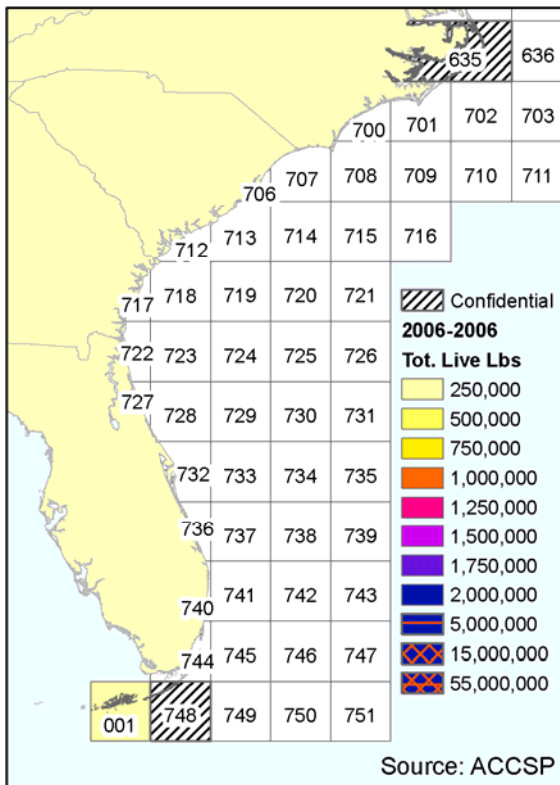 635 636
700 701 702 703
706 707 708 709 710 711
712 713 714 715 716
717 718 719 720 721
722 723 724 725 726
727 728 729 730 731
732 733 734 735
736 737 738 739
740 741 742 743
744 745 746 747
001 748 749 750 751
Confidential
2006-2006
Tot. Live Lbs
250,000
500,000
750,000
1,000,000
1,250,000
1,500,000
1,750,000
2,000,000
5,000,000
15,000,000
55,000,000
Source: ACCSP